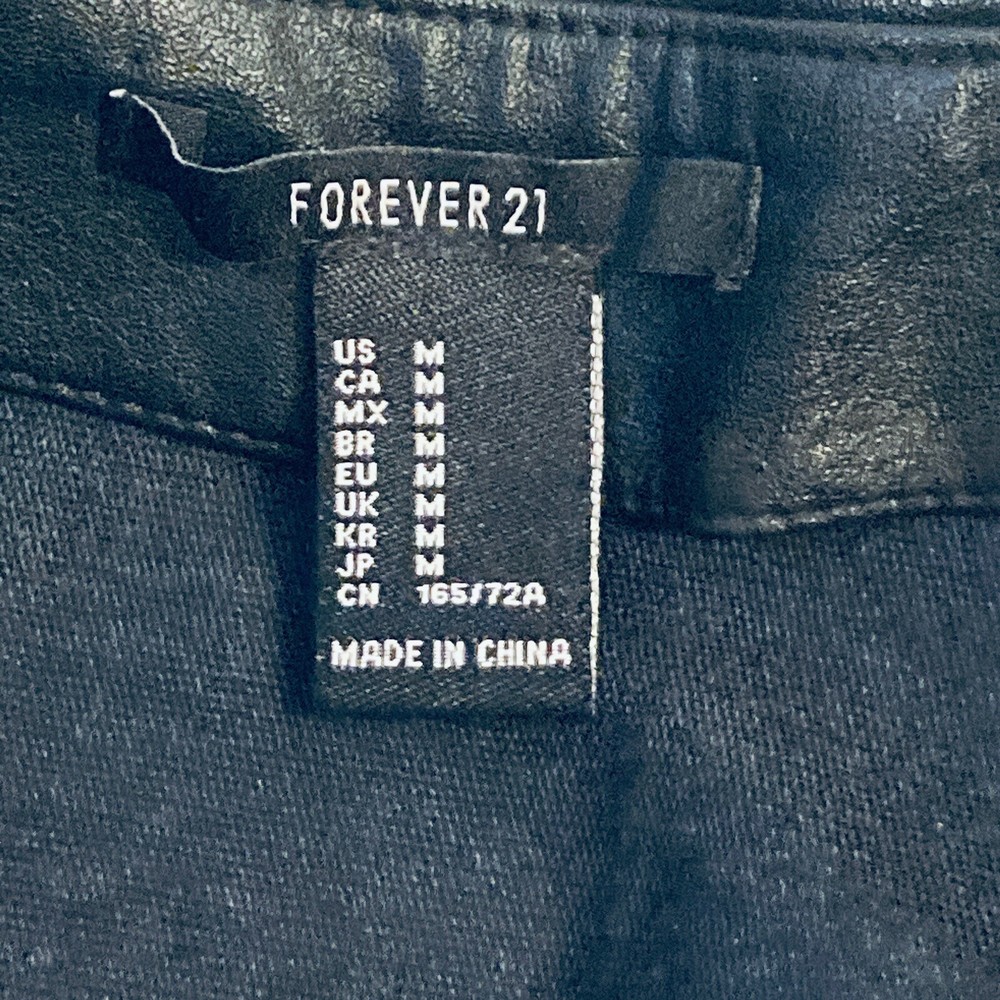 FOREVER 21
US M
CA M
MX M
BR M
EU M
UK M
KR M
JP M
CN 165/72A
MADE IN CHINA